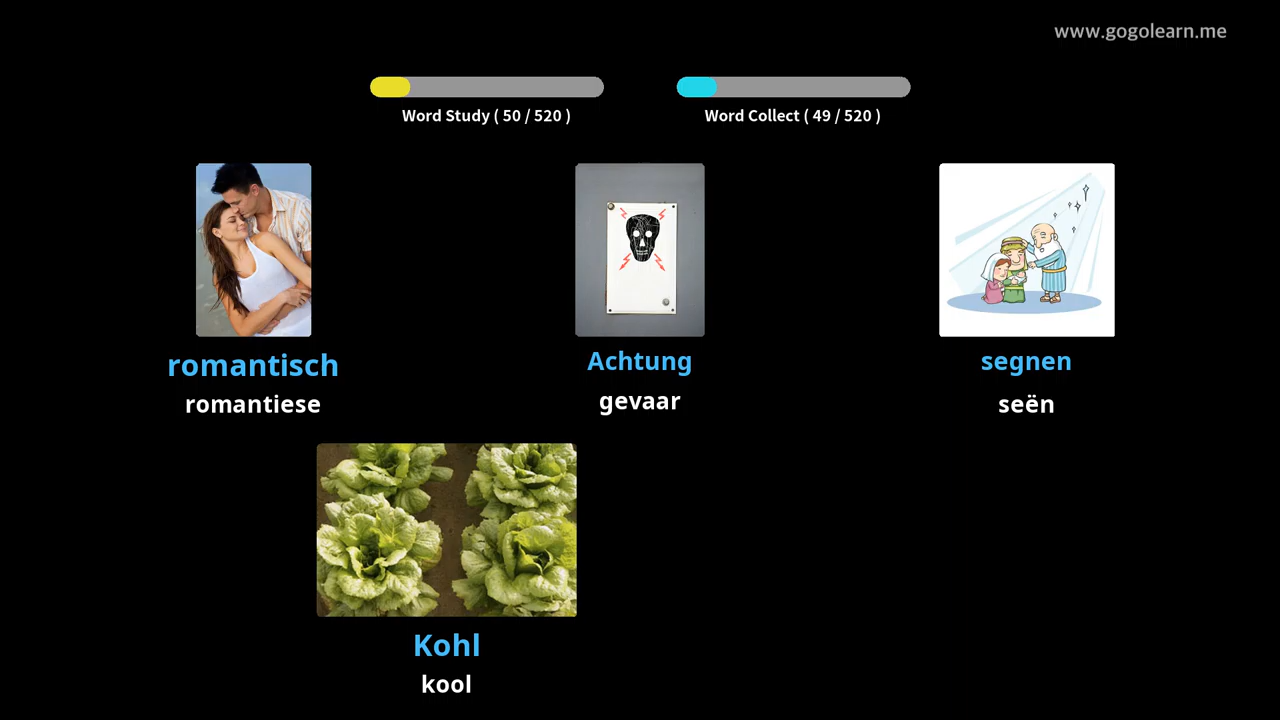 www.gogolearn.me
Word Study ( 50 / 520 )
Word Collect ( 49 / 520 )
romantisch
romantiese
Achtung
gevaar
segnen
seën
Kohl
kool